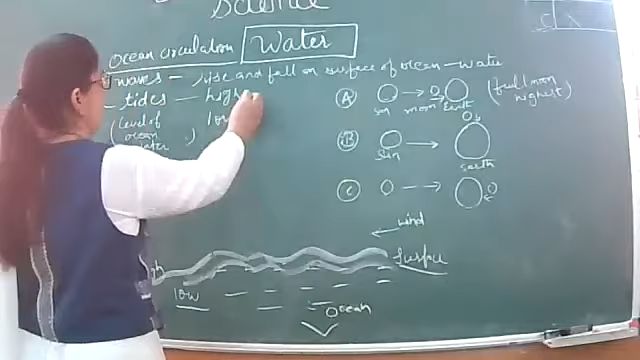 Science
Ocean circulation Water
waves - rise and fall on surface of ocean - water
- tides - high
(level of ocean water) low
A sun moon Earth (full moon highest)
B Sun earth
C
wind
Surface
low
Ocean